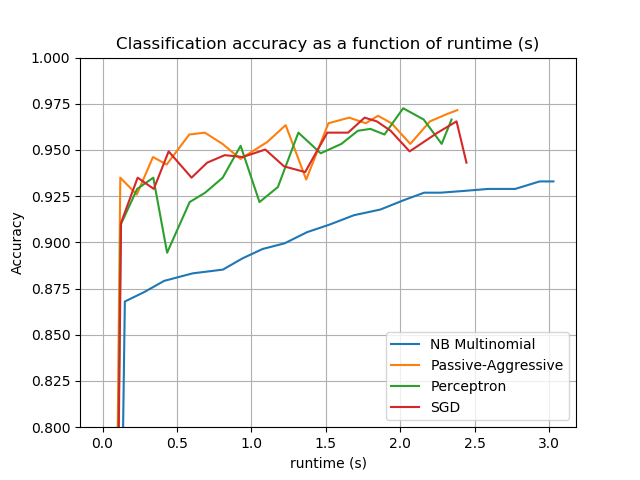 Classification accuracy as a function of runtime (s)
1.000
0.975
0.950
0.925
0.900
0.875
0.850
0.825
0.800
Accuracy
NB Multinomial
Passive-Aggressive
Perceptron
SGD
0.0 0.5 1.0 1.5 2.0 2.5 3.0
runtime (s)